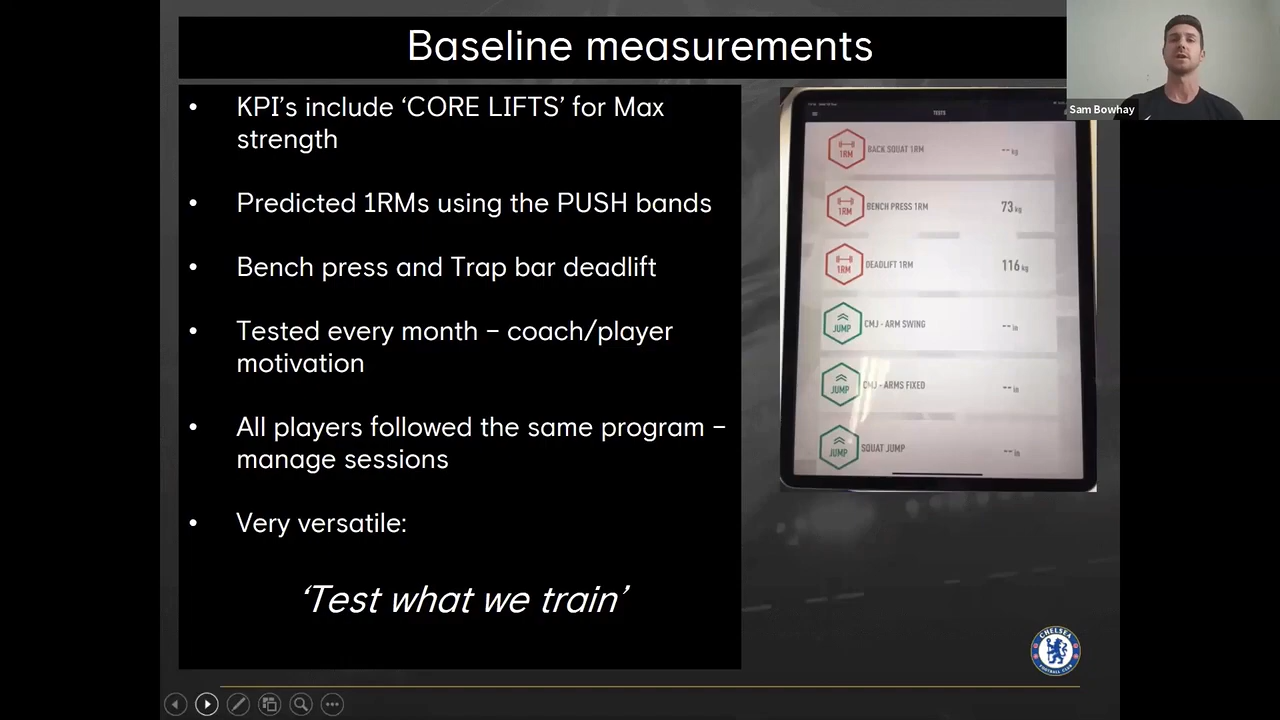 Baseline measurements
Sam Bowhay
• KPI's include ‘CORE LIFTS’ for Max
strength
• Predicted 1RMs using the PUSH bands
• Bench press and Trap bar deadlift
• Tested every month – coach/player
motivation
• All players followed the same program –
manage sessions
• Very versatile:
‘Test what we train’
TESTS
1RM BACK SQUAT 1RM -- kg
1RM BENCH PRESS 1RM 73 kg
1RM DEADLIFT 1RM 116 kg
JUMP CMJ - ARM SWING -- in
JUMP CMJ - ARMS FIXED -- in
JUMP SQUAT JUMP -- in
CHELSEA
FOOTBALL CLUB